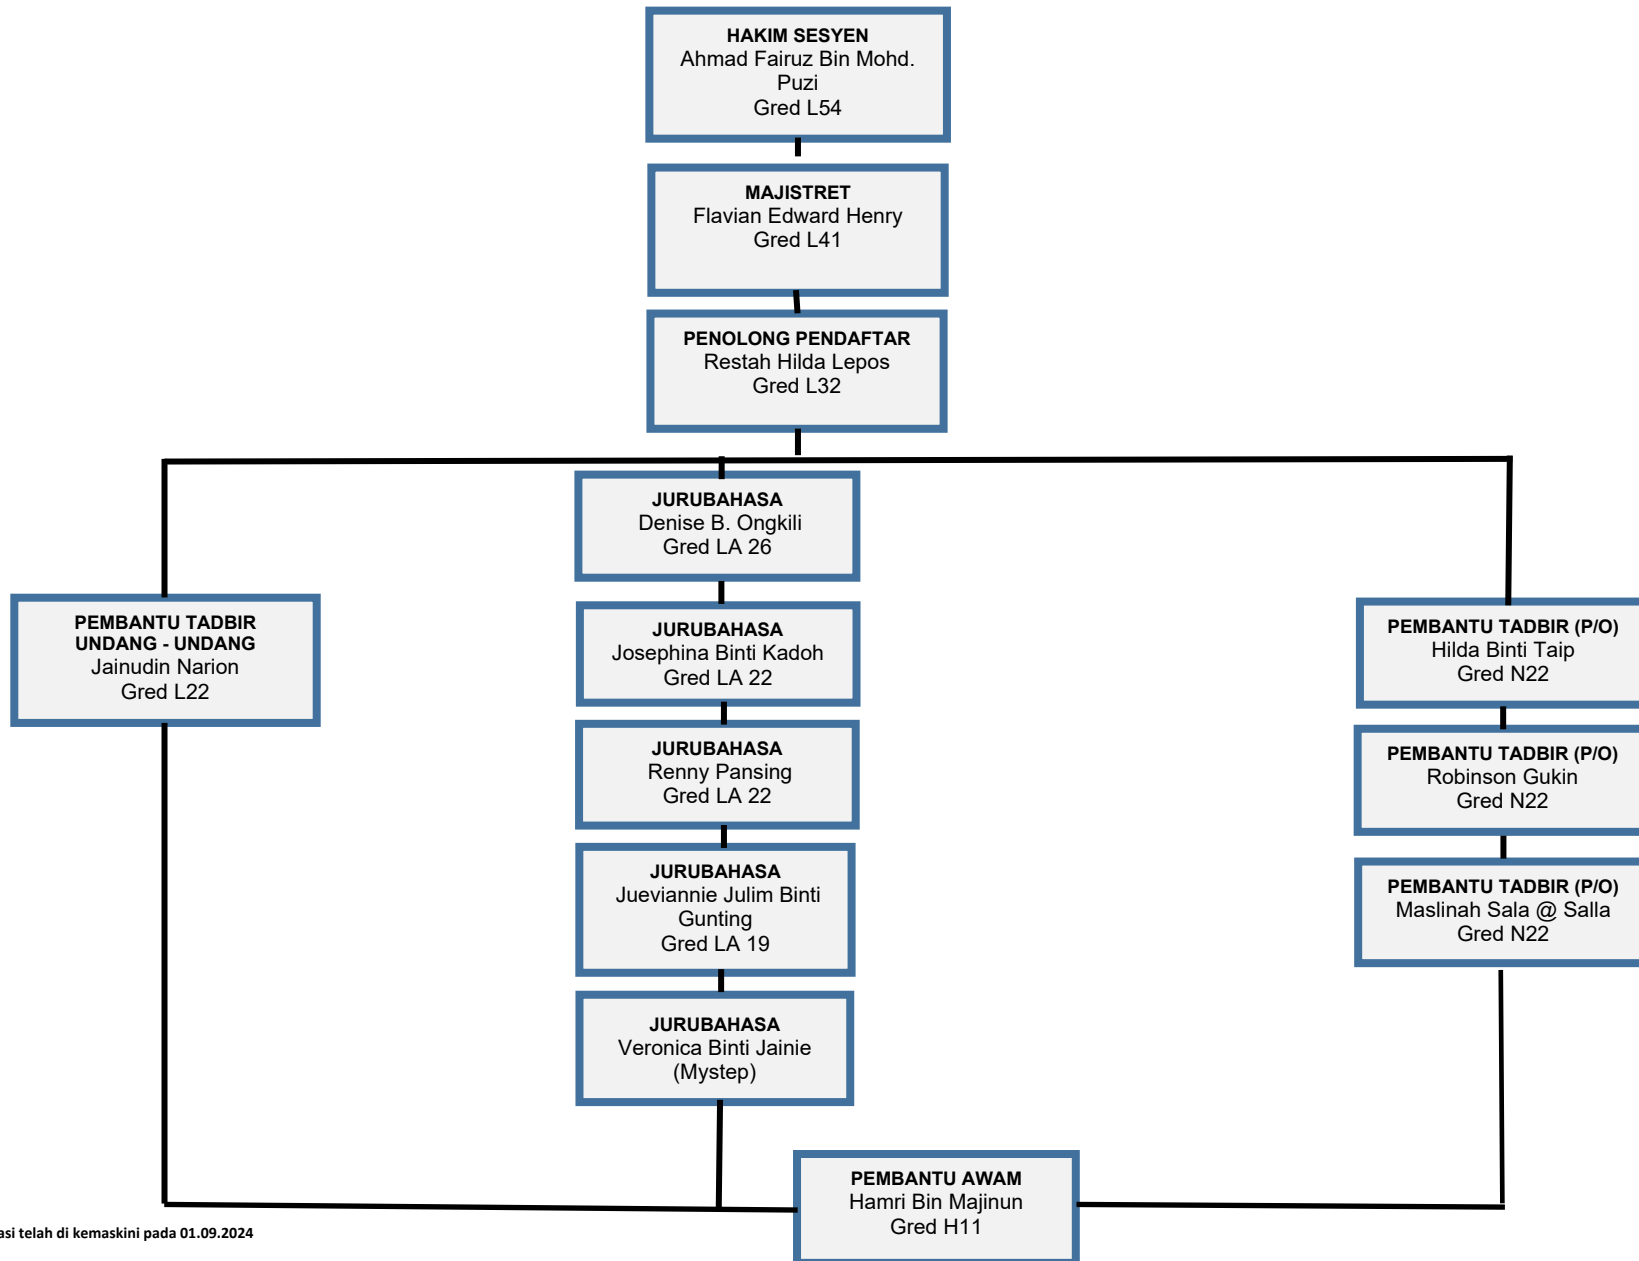 HAKIM SESYEN
Ahmad Fairuz Bin Mohd.
Puzi
Gred L54
MAJISTRET
Flavian Edward Henry
Gred L41
PENOLONG PENDAFTAR
Restah Hilda Lepos
Gred L32
JURUBAHASA
Denise B. Ongkili
Gred LA 26
PEMBANTU TADBIR
UNDANG - UNDANG
Jainudin Narion
Gred L22
JURUBAHASA
Josephina Binti Kadoh
Gred LA 22
JURUBAHASA
Renny Pansing
Gred LA 22
JURUBAHASA
Jueviannie Julim Binti
Gunting
Gred LA 19
JURUBAHASA
Veronica Binti Jainie
(Mystep)
PEMBANTU TADBIR (P/O)
Hilda Binti Taip
Gred N22
PEMBANTU TADBIR (P/O)
Robinson Gukin
Gred N22
PEMBANTU TADBIR (P/O)
Maslinah Sala @ Salla
Gred N22
PEMBANTU AWAM
Hamri Bin Majinun
Gred H11
telah di kemaskini pada 01.09.2024